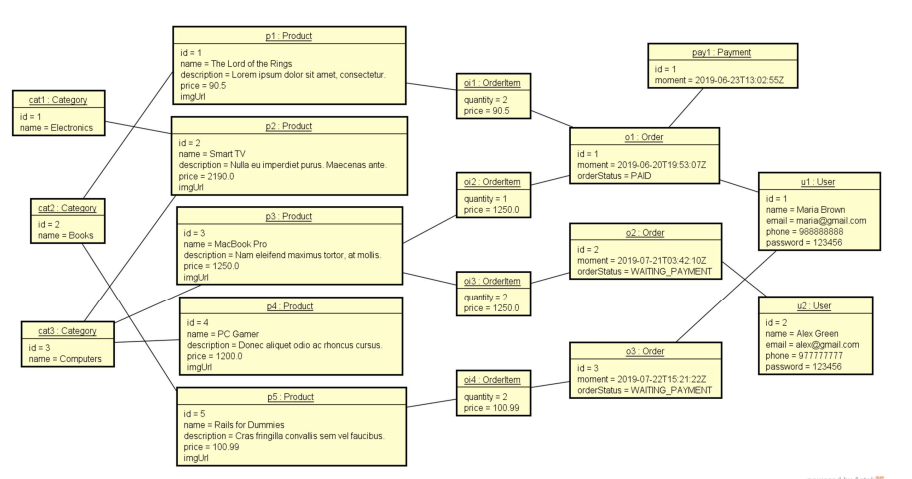 p1 : Product
id = 1
name = The Lord of the Rings
description = Lorem ipsum dolor sit amet, consectetur.
price = 90.5
imgUrl
pay1 : Payment
id = 1
moment = 2019-06-23T13:02:55Z
oi1 : OrderItem
quantity = 2
price = 90.5
cat1 : Category
id = 1
name = Electronics
p2 : Product
id = 2
name = Smart TV
description = Nulla eu imperdiet purus. Maecenas ante.
price = 2190.0
imgUrl
o1 : Order
id = 1
moment = 2019-06-20T19:53:07Z
orderStatus = PAID
oi2 : OrderItem
quantity = 1
price = 1250.0
u1 : User
id = 1
name = Maria Brown
email = maria@gmail.com
phone = 988888888
password = 123456
cat2 : Category
id = 2
name = Books
p3 : Product
id = 3
name = MacBook Pro
description = Nam eleifend maximus tortor, at mollis.
price = 1250.0
imgUrl
o2 : Order
id = 2
moment = 2019-07-21T03:42:10Z
orderStatus = WAITING_PAYMENT
oi3 : OrderItem
quantity = 2
price = 1250.0
p4 : Product
id = 4
name = PC Gamer
description = Donec aliquet odio ac rhoncus cursus.
price = 1200.0
imgUrl
u2 : User
id = 2
name = Alex Green
email = alex@gmail.com
phone = 977777777
password = 123456
cat3 : Category
id = 3
name = Computers
o3 : Order
id = 3
moment = 2019-07-22T15:21:22Z
orderStatus = WAITING_PAYMENT
oi4 : OrderItem
quantity = 2
price = 100.99
p5 : Product
id = 5
name = Rails for Dummies
description = Cras fringilla convallis sem vel faucibus.
price = 100.99
imgUrl